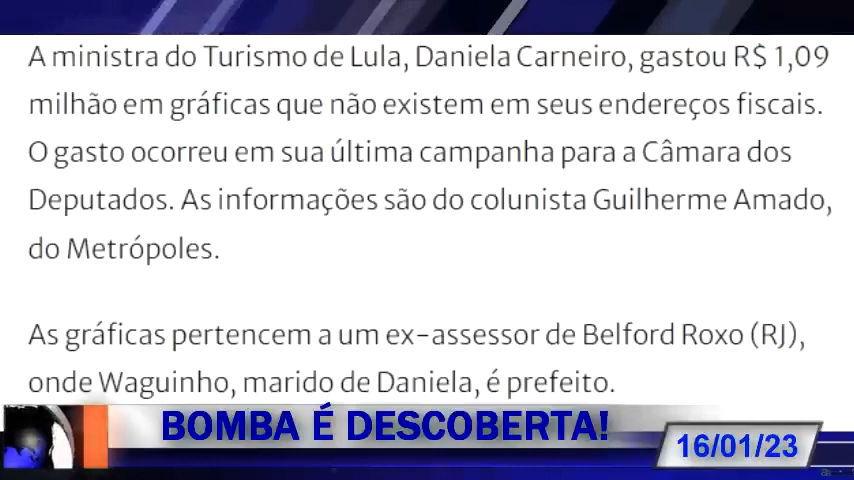 A ministra do Turismo de Lula, Daniela Carneiro, gastou R$ 1,09
milhão em gráficas que não existem em seus endereços fiscais.
O gasto ocorreu em sua última campanha para a Câmara dos
Deputados. As informações são do colunista Guilherme Amado,
do Metrópoles.
As gráficas pertencem a um ex-assessor de Belford Roxo (RJ),
onde Waguinho, marido de Daniela, é prefeito.
BOMBA É DESCOBERTA!
16/01/23